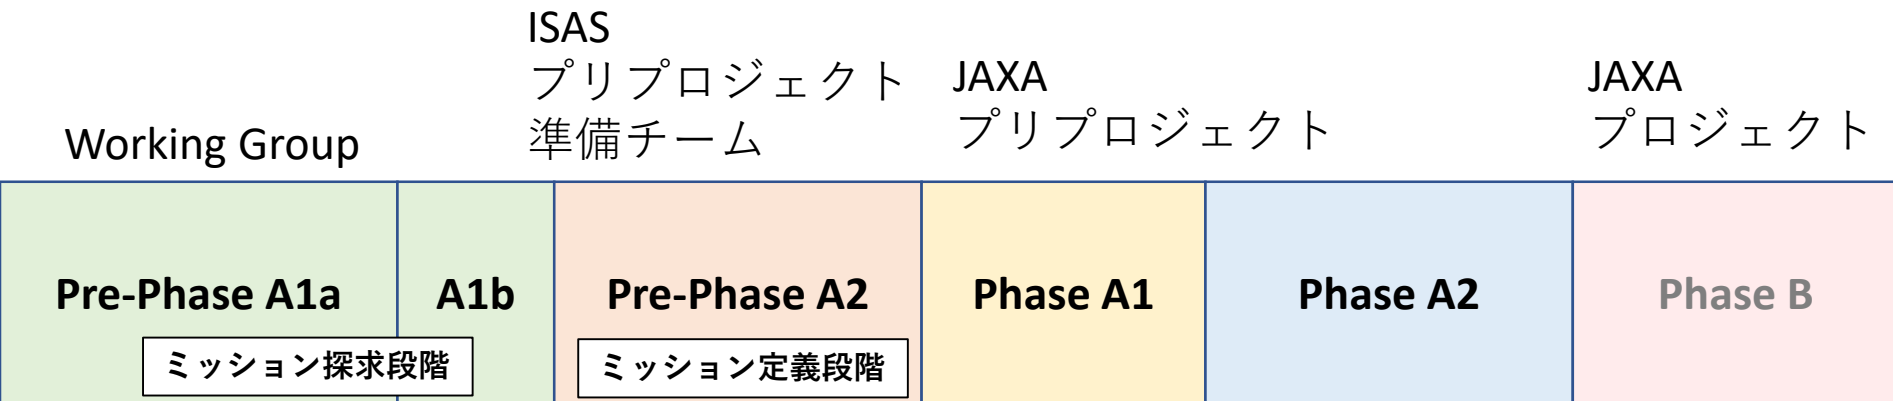 Working Group
ISAS
プリプロジェクト
準備チーム
JAXA
プリプロジェクト
JAXA
プロジェクト
Pre-Phase A1a
A1b
Pre-Phase A2
Phase A1
Phase A2
Phase B
ミッション探求段階
ミッション定義段階